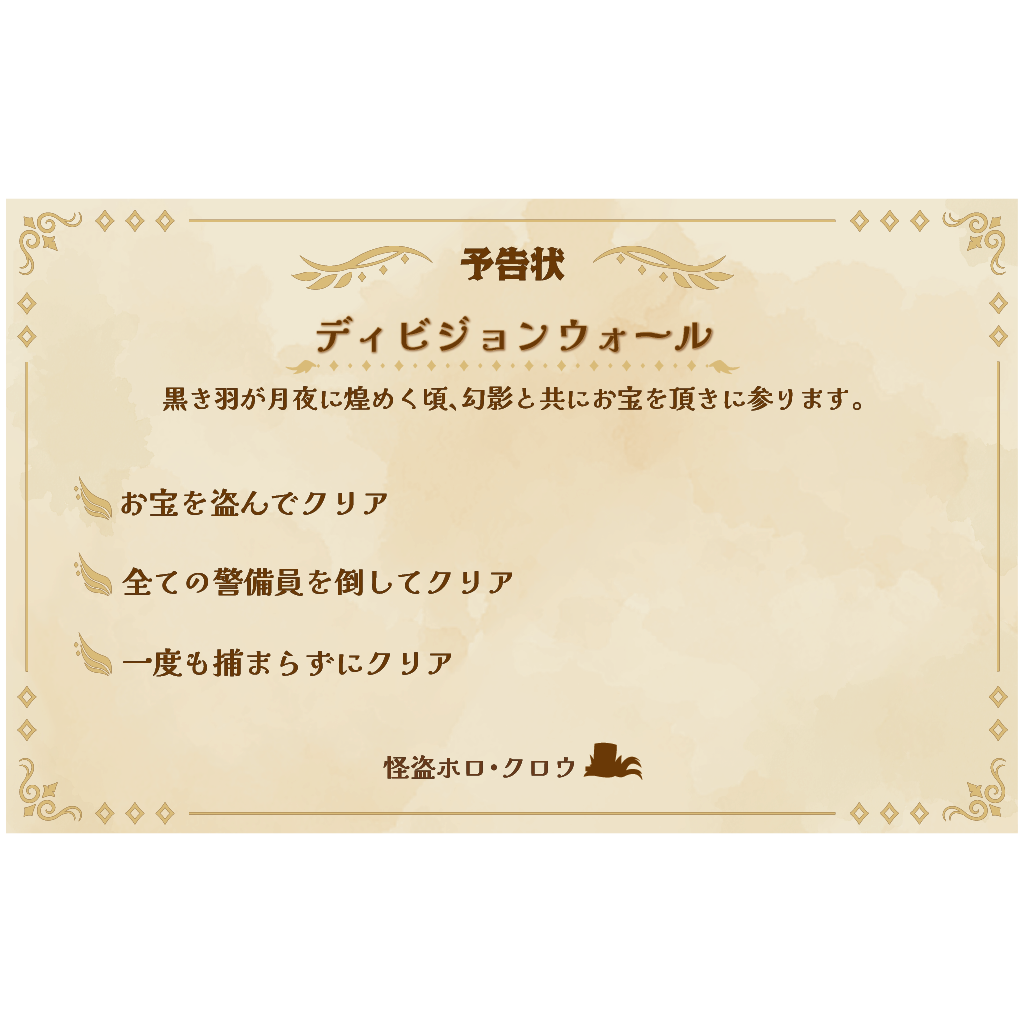 予告状
ディビジョンウォール
黒き羽が月夜に煌めく頃、幻影と共にお宝を頂きに参ります。
お宝を盗んでクリア
全ての警備員を倒してクリア
一度も捕まらずにクリア
怪盗ホロ・クロウ